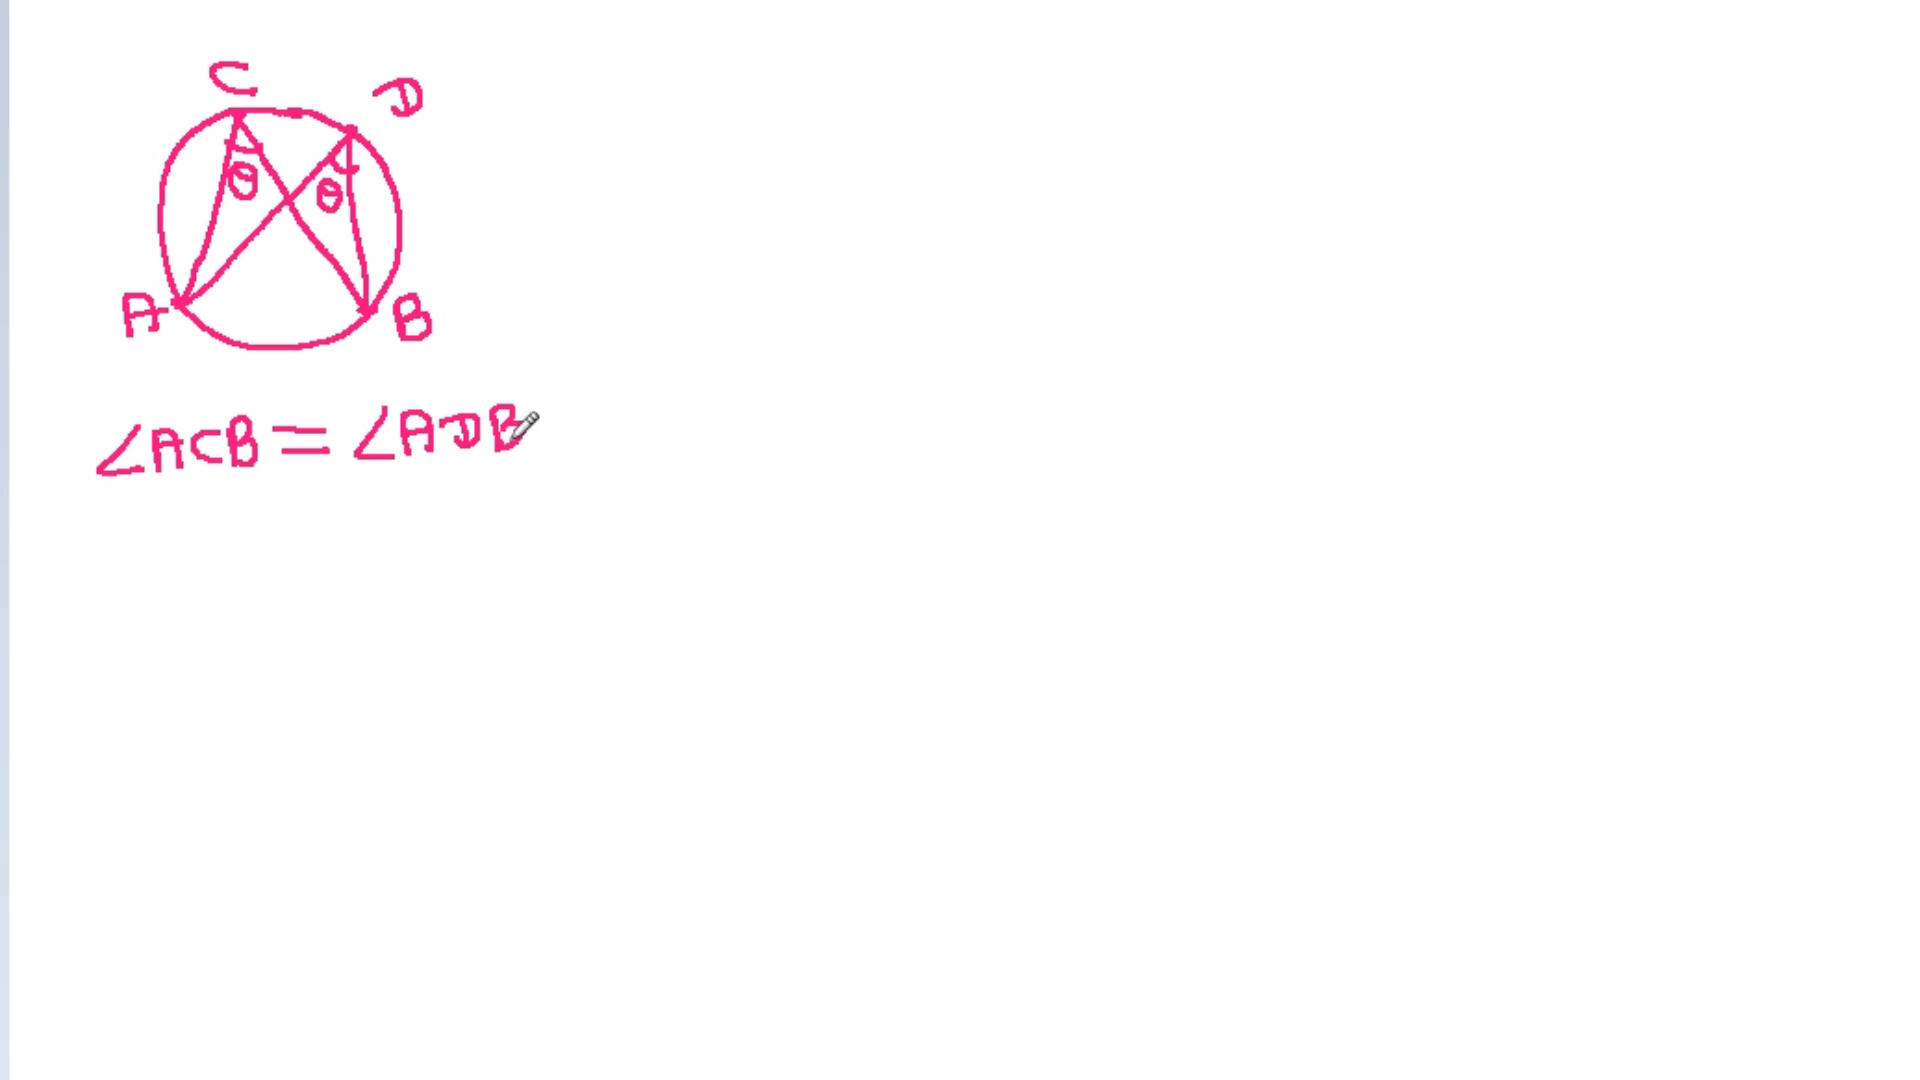 C D
θ θ
A B
∠ACB = ∠ADB